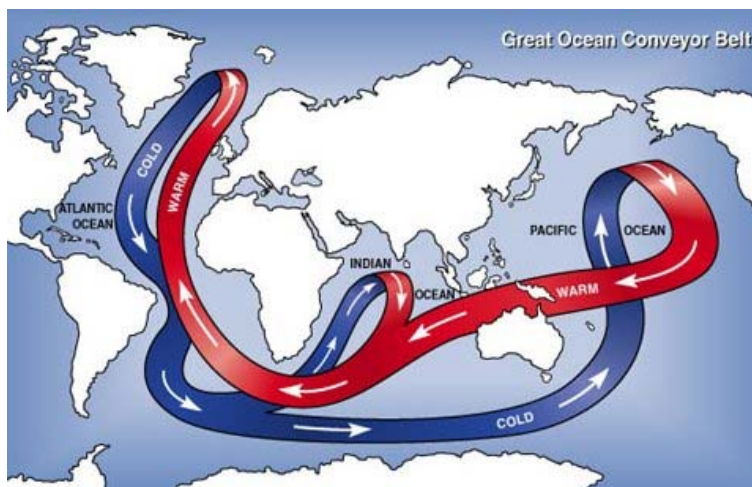 Great Ocean Conveyor Belt
COLD
WARM
ATLANTIC
OCEAN
INDIAN
OCEAN
PACIFIC
OCEAN
WARM
COLD